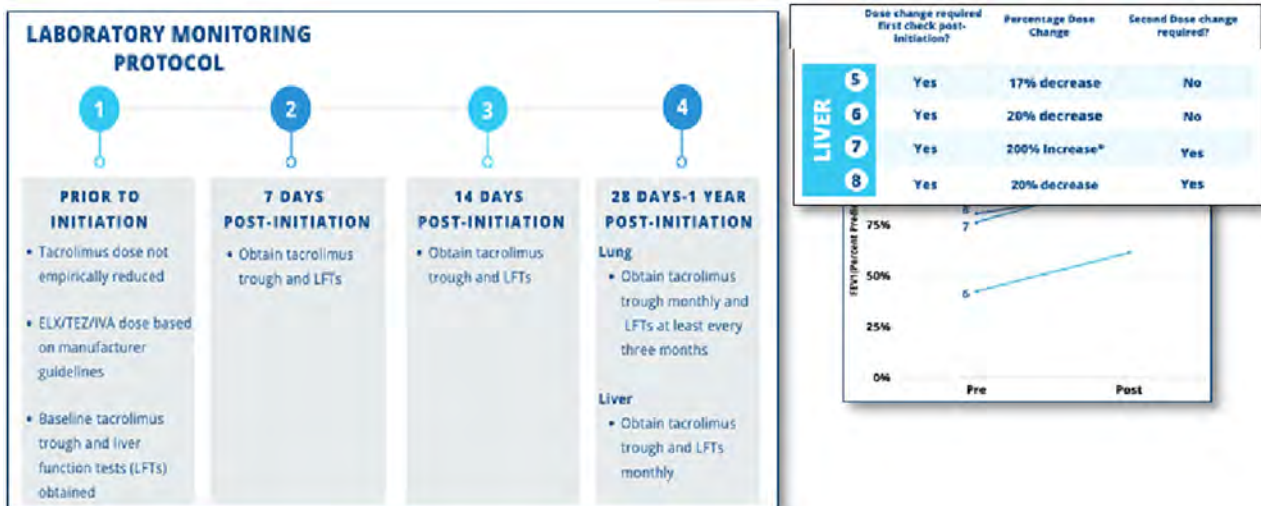 LABORATORY MONITORING
PROTOCOL
1
2
3
4
PRIOR TO
INITIATION
• Tacrolimus dose not
empirically reduced
• ELX/TEZ/IVA dose based
on manufacturer
guidelines
• Baseline tacrolimus
trough and liver
function tests (LFTs)
obtained
7 DAYS
POST-INITIATION
• Obtain tacrolimus
trough and LFTs
14 DAYS
POST-INITIATION
• Obtain tacrolimus
trough and LFTs
28 DAYS-1 YEAR
POST-INITIATION
Lung
• Obtain tacrolimus
trough monthly and
LFTs at least every
three months
Liver
• Obtain tacrolimus
trough and LFTs
monthly
Dose change required
first check post-
initiation?
Percentage Dose
Change
Second Dose change
required?
LIVER
5 Yes 17% decrease No
6 Yes 20% decrease No
7 Yes 200% Increase* Yes
8 Yes 20% decrease Yes
FEV1(Percent
75%
50%
25%
0%
7
6
Pre
Post